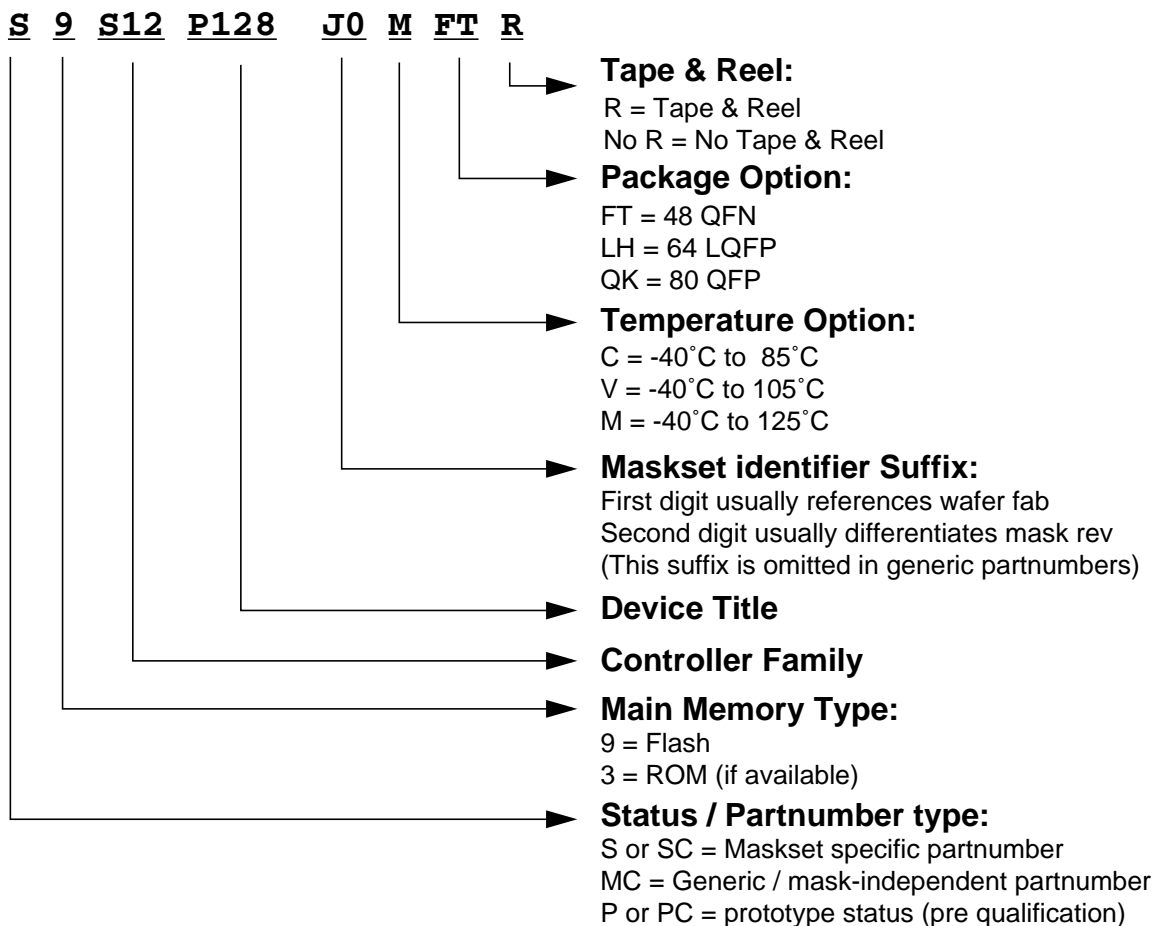 S 9 S12 P128 J0 M FT R
Tape & Reel:
R = Tape & Reel
No R = No Tape & Reel
Package Option:
FT = 48 QFN
LH = 64 LQFP
QK = 80 QFP
Temperature Option:
C = -40˚C to 85˚C
V = -40˚C to 105˚C
M = -40˚C to 125˚C
Maskset identifier Suffix:
First digit usually references wafer fab
Second digit usually differentiates mask rev
(This suffix is omitted in generic partnumbers)
Device Title
Controller Family
Main Memory Type:
9 = Flash
3 = ROM (if available)
Status / Partnumber type:
S or SC = Maskset specific partnumber
MC = Generic / mask-independent partnumber
P or PC = prototype status (pre qualification)